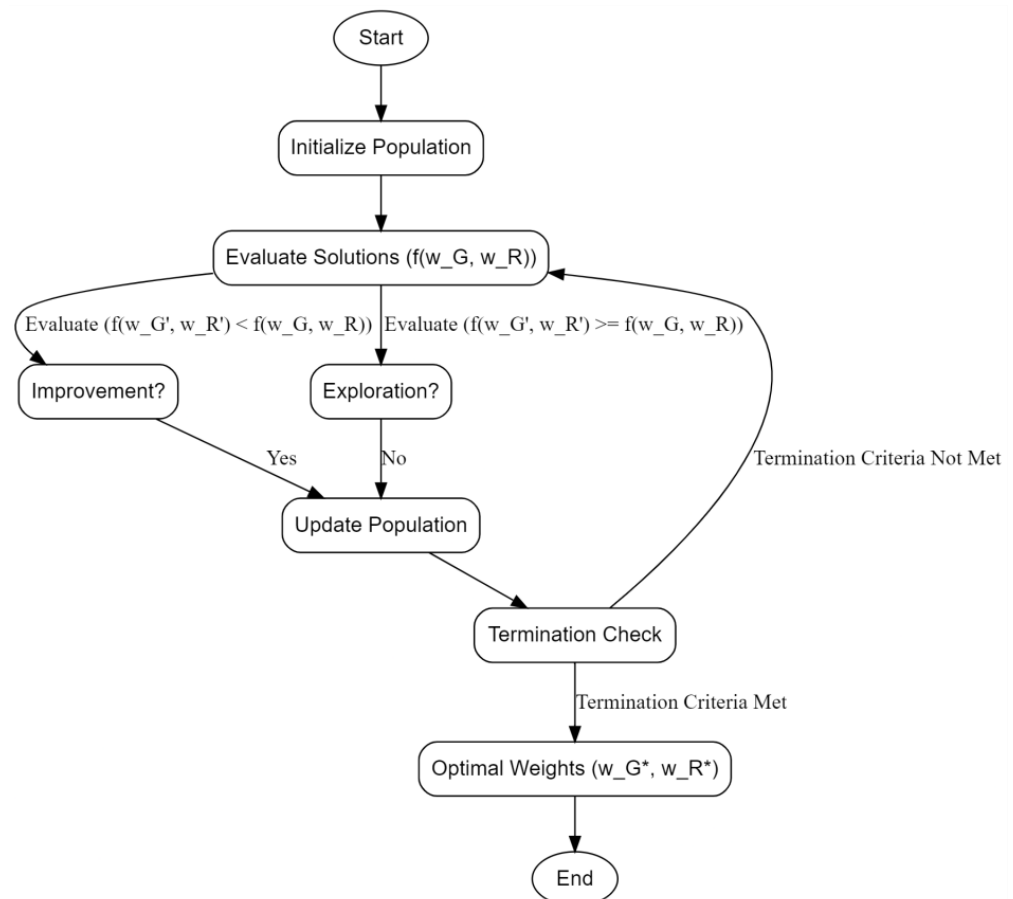 Start
Initialize Population
Evaluate Solutions (f(w_G, w_R))
Evaluate (f(w_G', w_R') < f(w_G, w_R))
Evaluate (f(w_G', w_R') >= f(w_G, w_R))
Improvement?
Exploration?
Yes
No
Termination Criteria Not Met
Update Population
Termination Check
Termination Criteria Met
Optimal Weights (w_G*, w_R*)
End